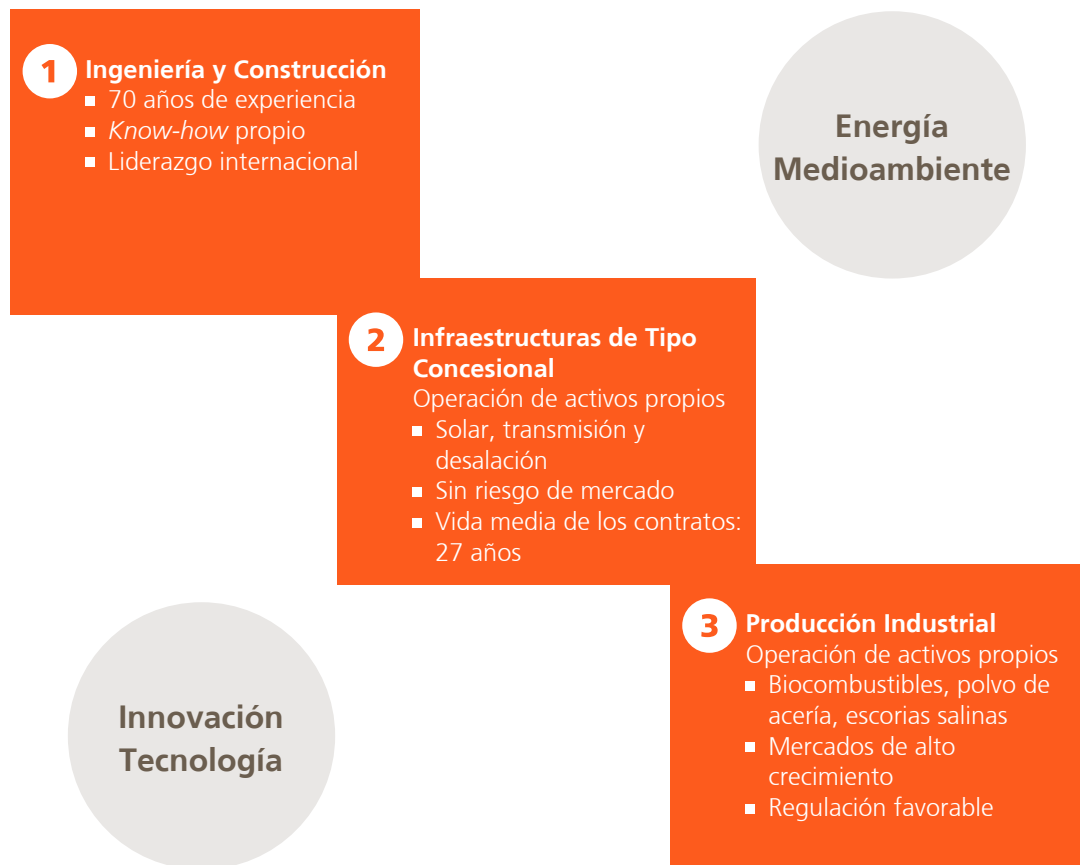 1
Ingeniería y Construcción
▪ 70 años de experiencia
▪ Know-how propio
▪ Liderazgo internacional
Energía
Medioambiente
2
Infraestructuras de Tipo
Concesional
Operación de activos propios
▪ Solar, transmisión y
desalación
▪ Sin riesgo de mercado
▪ Vida media de los contratos:
27 años
3
Producción Industrial
Operación de activos propios
▪ Biocombustibles, polvo de
acería, escorias salinas
▪ Mercados de alto
crecimiento
▪ Regulación favorable
Innovación
Tecnología